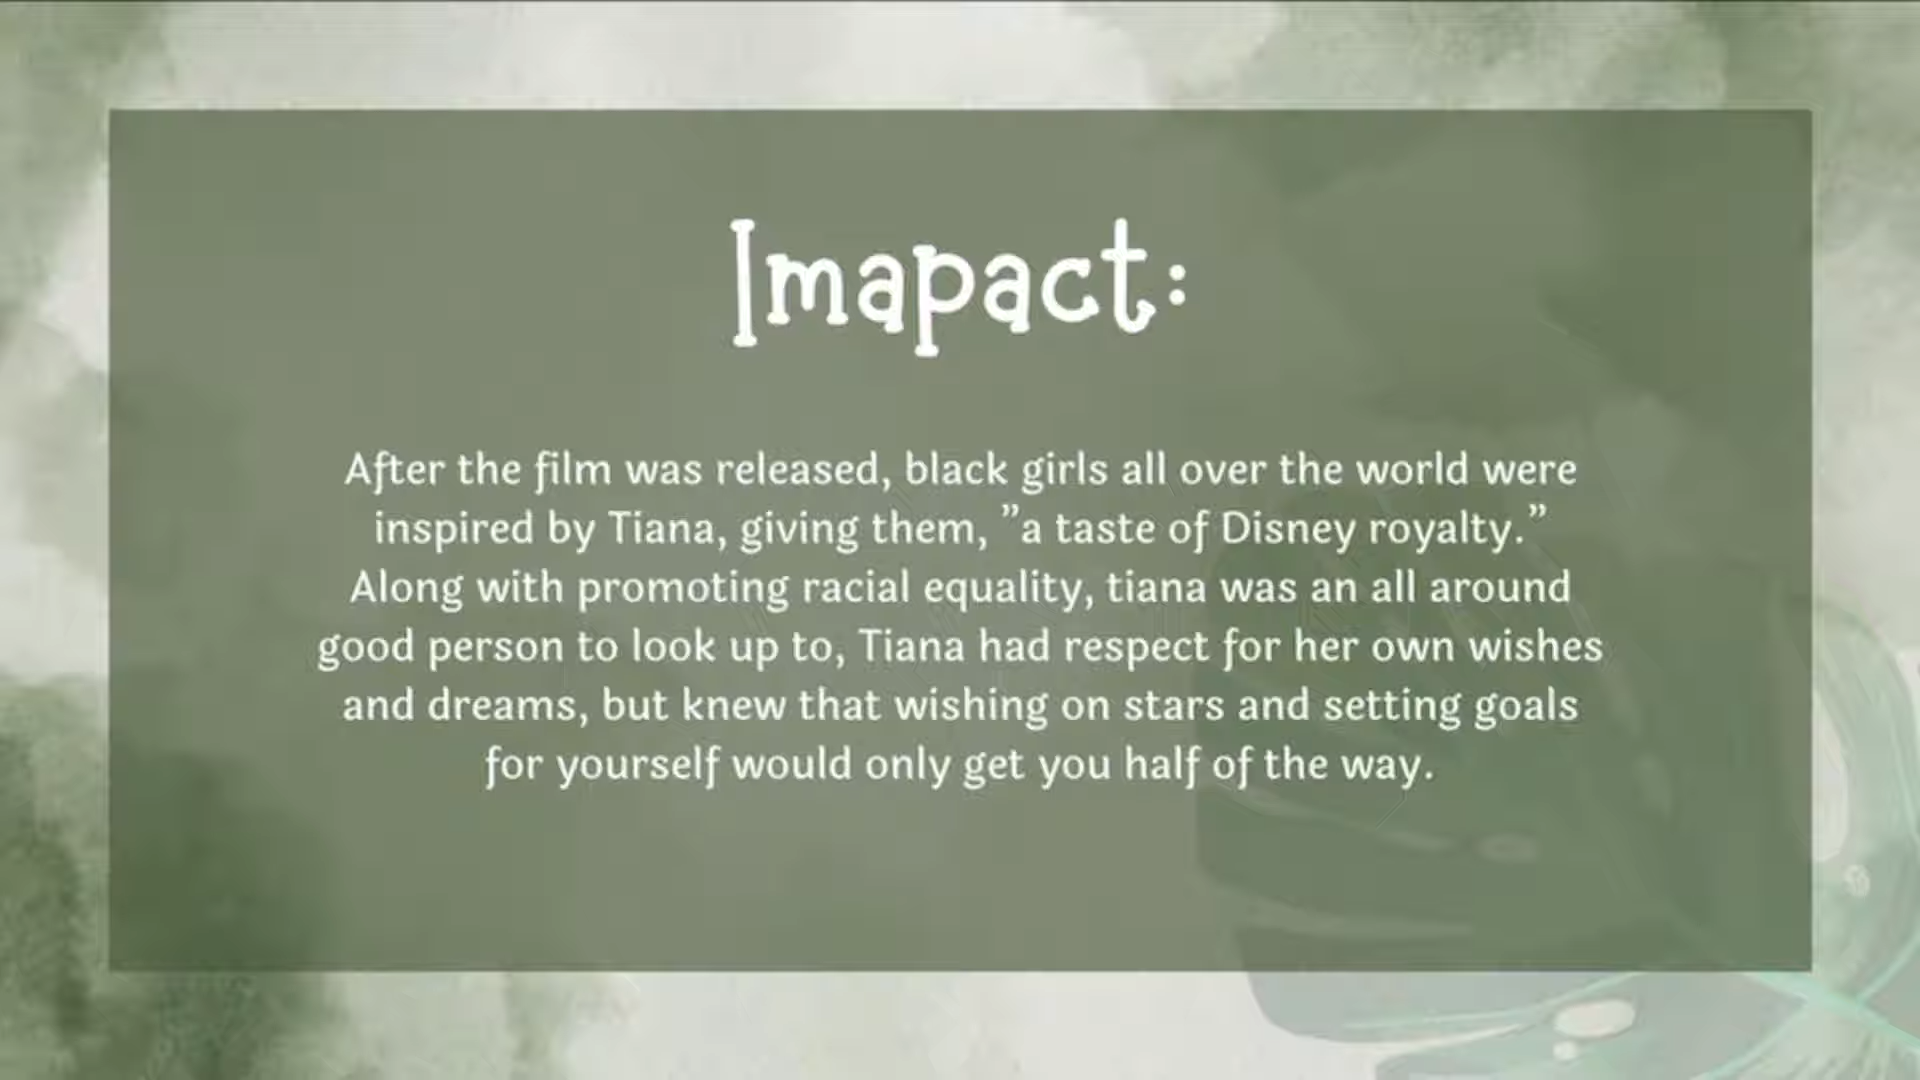 Imapact:
After the film was released, black girls all over the world were
inspired by Tiana, giving them, ”a taste of Disney royalty.”
Along with promoting racial equality, tiana was an all around
good person to look up to, Tiana had respect for her own wishes
and dreams, but knew that wishing on stars and setting goals
for yourself would only get you half of the way.